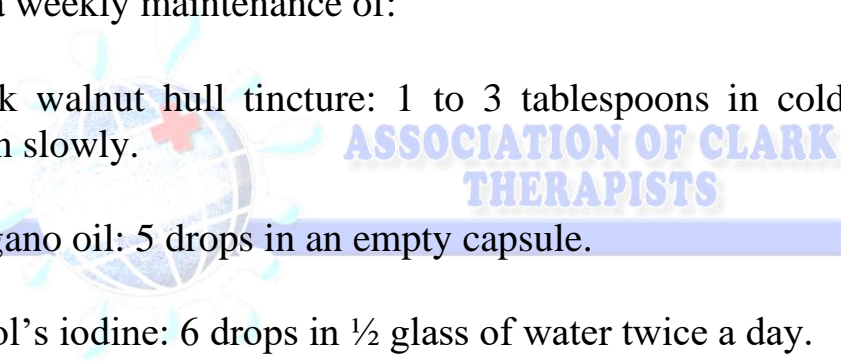 a weekly maintenance of:
k walnut hull tincture: 1 to 3 tablespoons in cold
n slowly.
ASSOCIATION OF CLARK
THERAPISTS
gano oil: 5 drops in an empty capsule.
ol’s iodine: 6 drops in ½ glass of water twice a day.